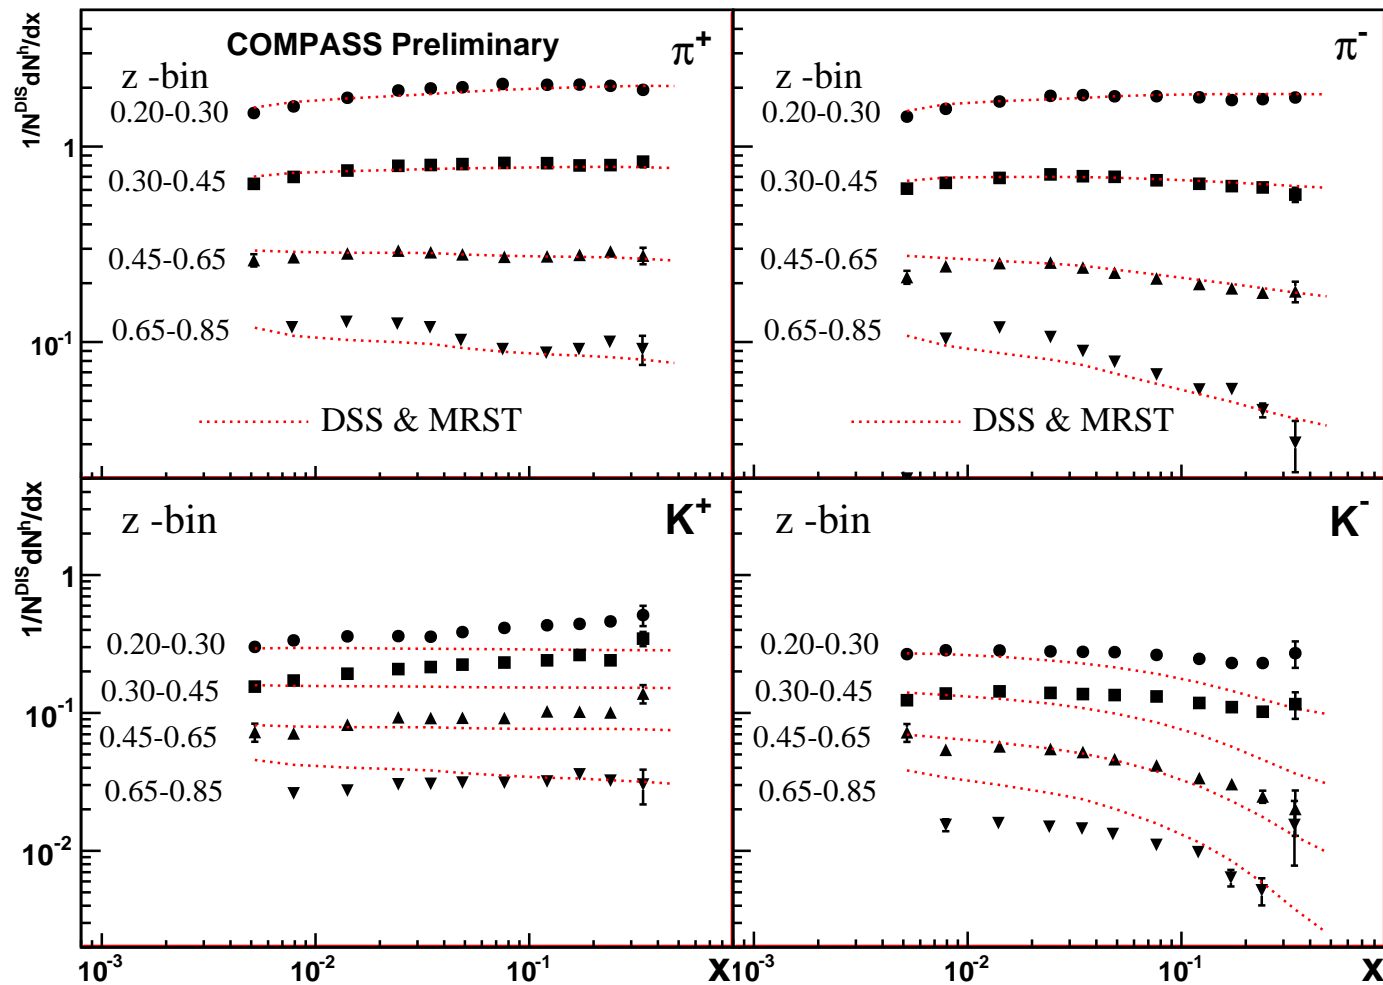 COMPASS Preliminary
π+
z -bin
0.20-0.30
0.30-0.45
0.45-0.65
0.65-0.85
DSS & MRST
1/N^DIS dN^h/dx
1
10^-1
π-
0.20-0.30
0.30-0.45
0.45-0.65
0.65-0.85
DSS & MRST
K+
z -bin
0.20-0.30
0.30-0.45
0.45-0.65
0.65-0.85
1/N^DIS dN^h/dx
1
10^-1
10^-2
10^-3
10^-2
10^-1
x
K-
z -bin
0.20-0.30
0.30-0.45
0.45-0.65
0.65-0.85
10^-3
10^-2
10^-1
x